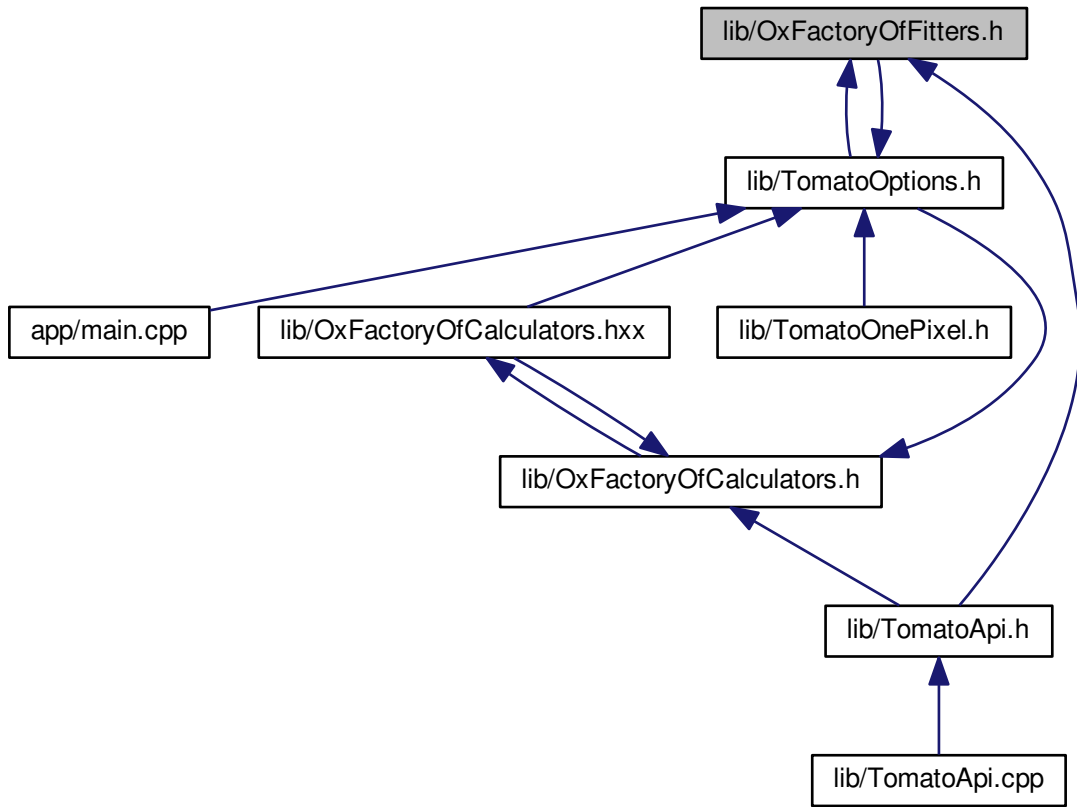 lib/OxFactoryOfFitters.h
lib/TomatoOptions.h
app/main.cpp
lib/OxFactoryOfCalculators.hxx
lib/TomatoOnePixel.h
lib/OxFactoryOfCalculators.h
lib/TomatoApi.h
lib/TomatoApi.cpp